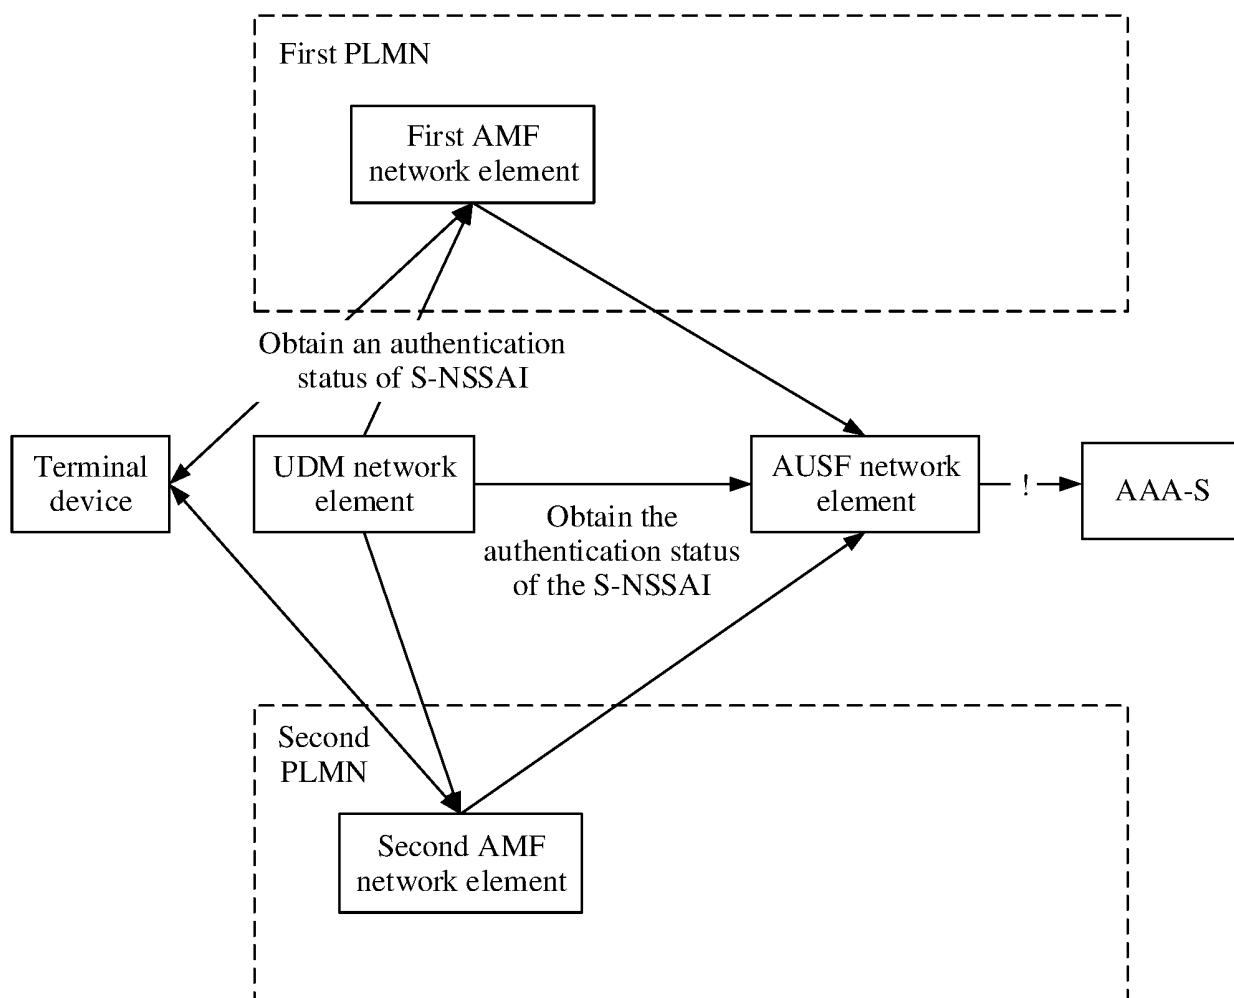 First PLMN
First AMF
network element
Obtain an authentication
status of S-NSSAI
Terminal
device
UDM network
element
AUSF network
element
!
AAA-S
Obtain the
authentication status
of the S-NSSAI
Second
PLMN
Second AMF
network element